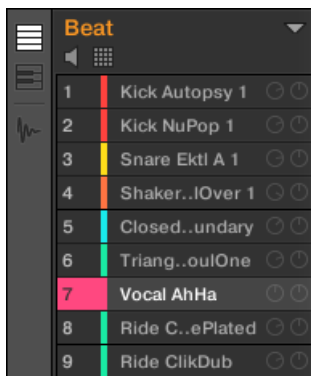 Beat
1 Kick Autopsy 1
2 Kick NuPop 1
3 Snare Ektl A 1
4 Shaker..lOver 1
5 Closed..undary
6 Triang..oulOne
7 Vocal AhHa
8 Ride C..ePlated
9 Ride ClikDub